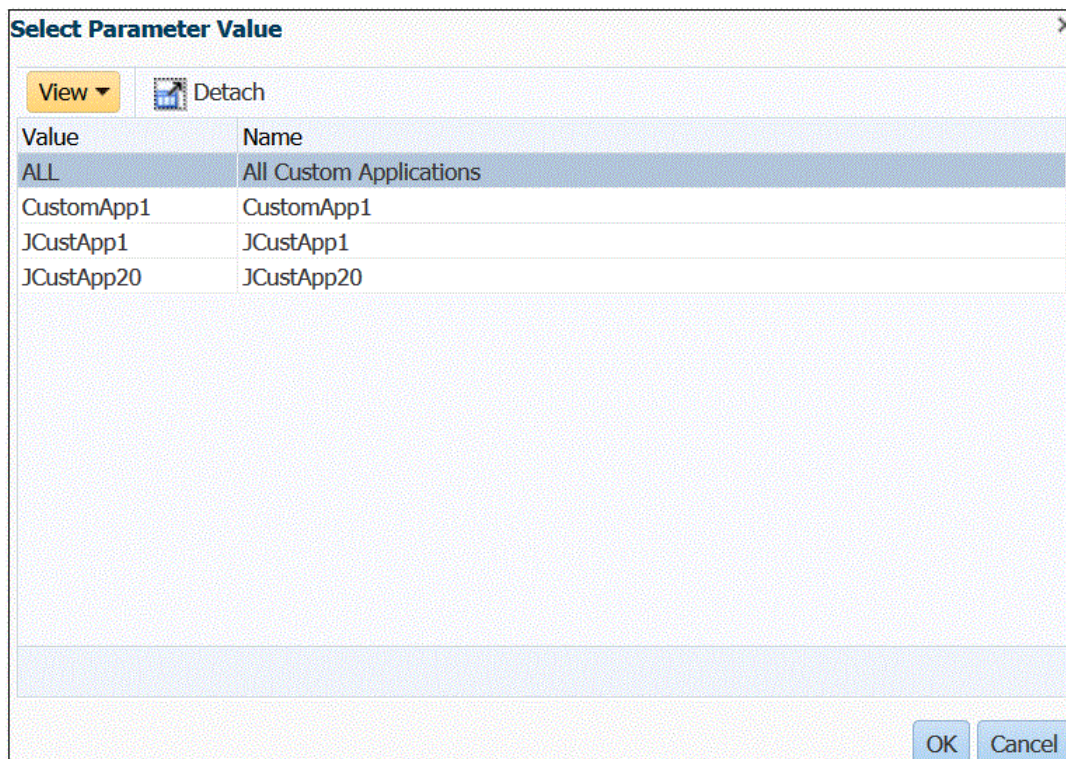 Select Parameter Value
View Detach
Value Name
ALL All Custom Applications
CustomApp1 CustomApp1
JCustApp1 JCustApp1
JCustApp20 JCustApp20
OK Cancel